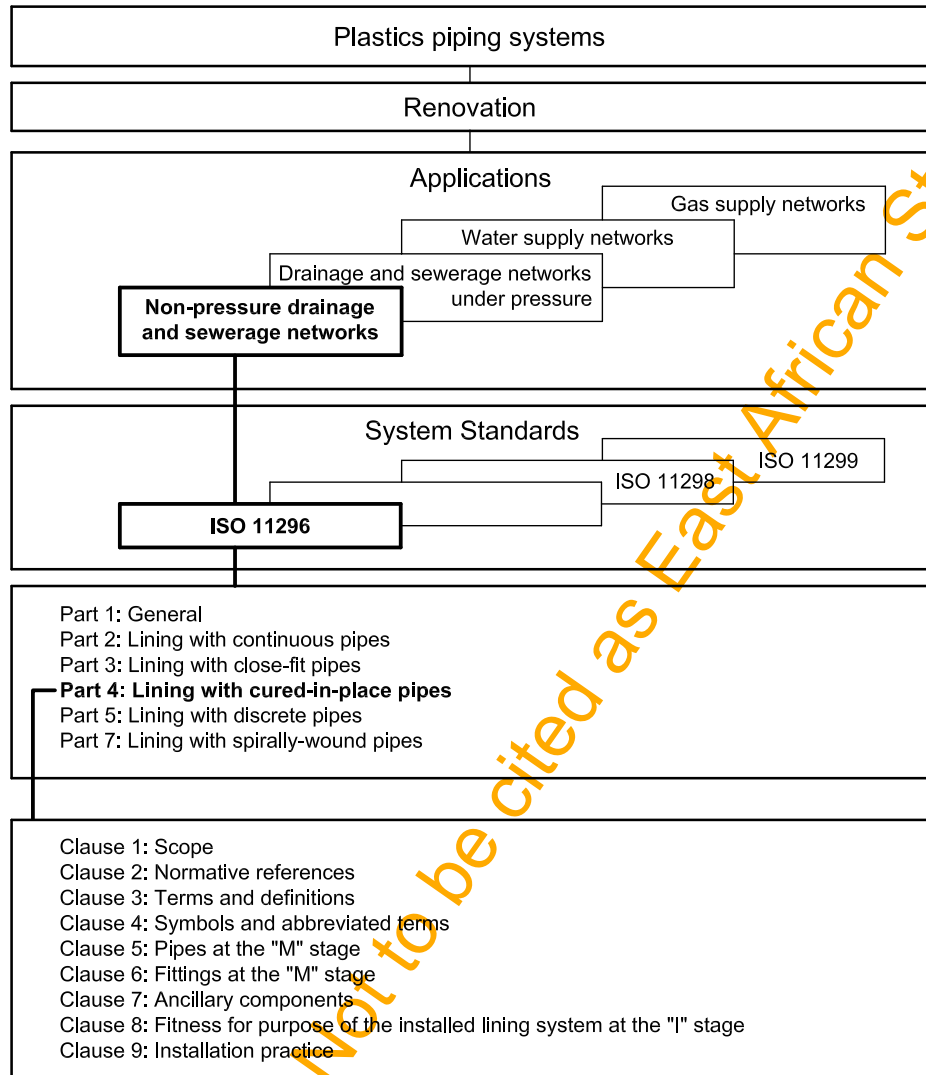 Plastics piping systems
Renovation
Applications
Gas supply networks
Water supply networks
Drainage and sewerage networks
under pressure
Non-pressure drainage
and sewerage networks
System Standards
ISO 11299
ISO 11298
ISO 11296
Part 1: General
Part 2: Lining with continuous pipes
Part 3: Lining with close-fit pipes
Part 4: Lining with cured-in-place pipes
Part 5: Lining with discrete pipes
Part 7: Lining with spirally-wound pipes
Clause 1: Scope
Clause 2: Normative references
Clause 3: Terms and definitions
Clause 4: Symbols and abbreviated terms
Clause 5: Pipes at the "M" stage
Clause 6: Fittings at the "M" stage
Clause 7: Ancillary components
Clause 8: Fitness for purpose of the installed lining system at the "I" stage
Clause 9: Installation practice
Not to be cited as East African